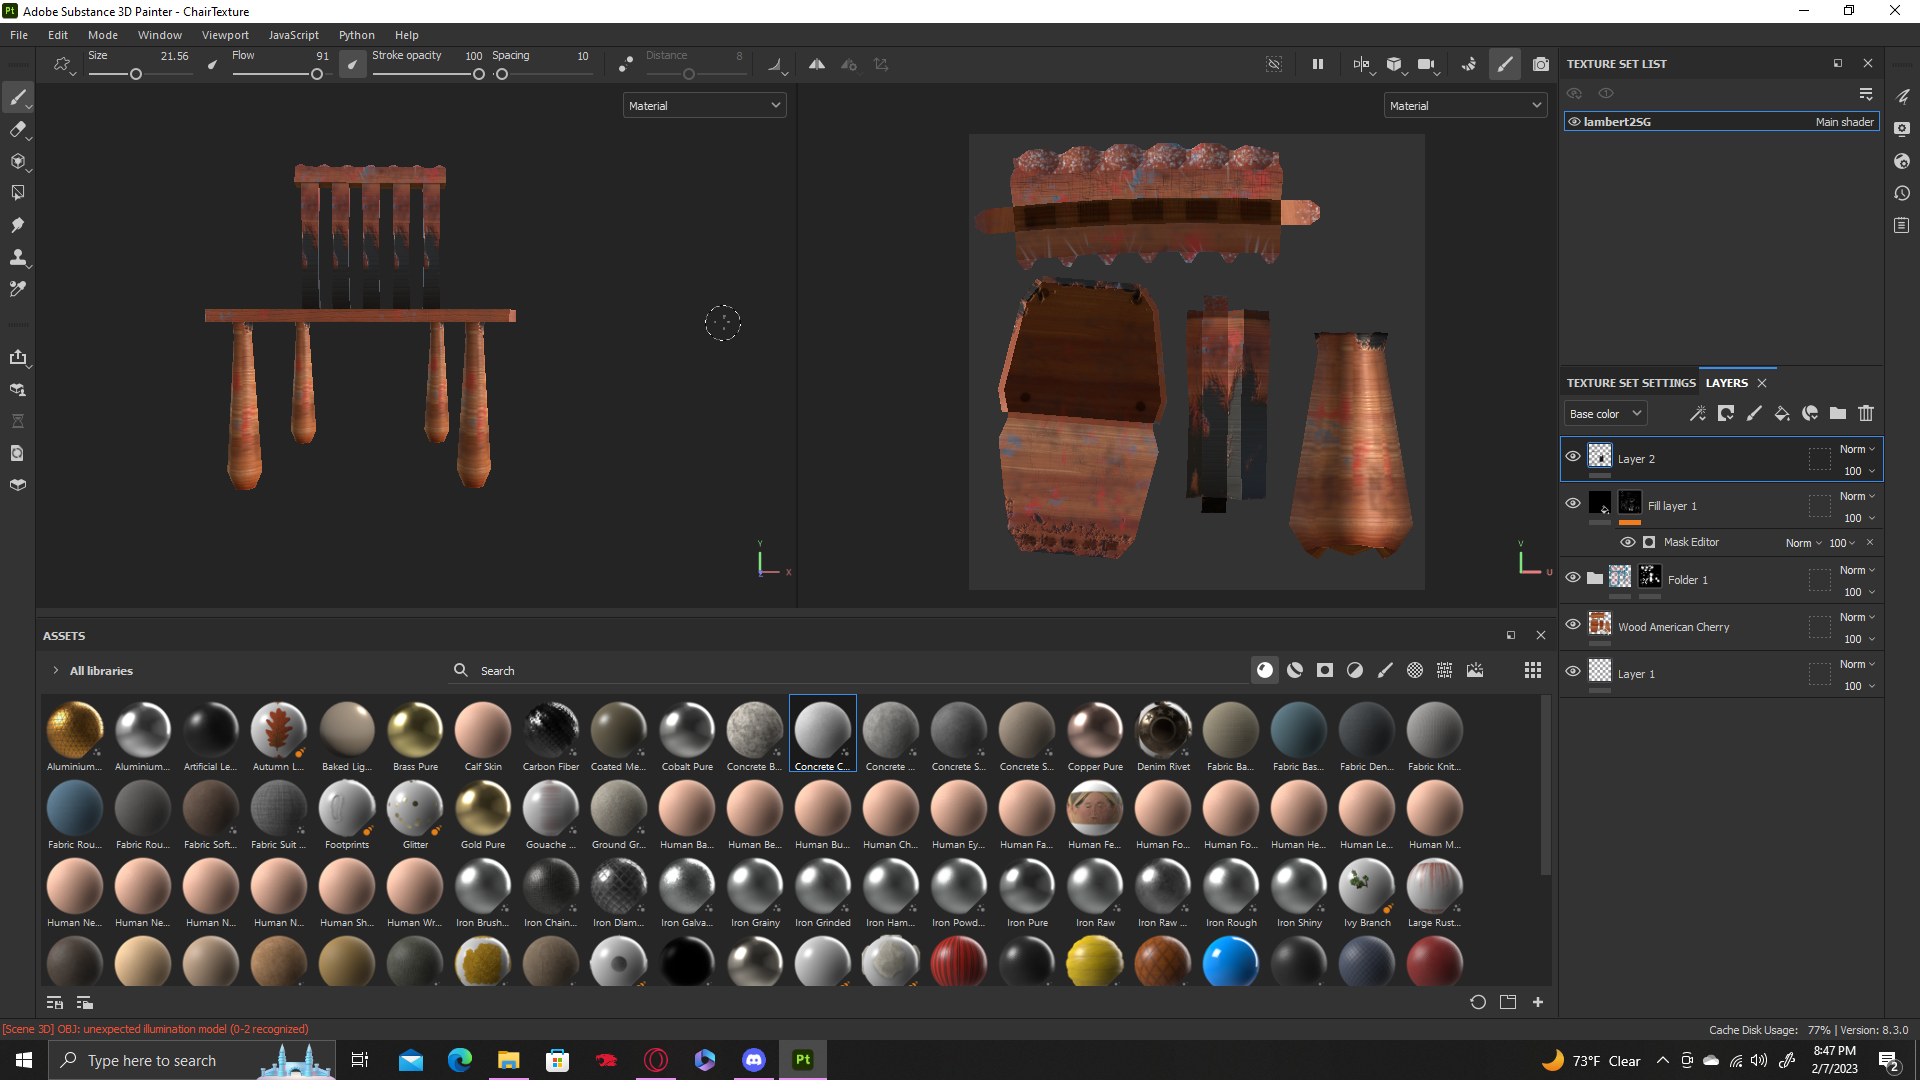 Pt Adobe Substance 3D Painter - ChairTexture
File Edit Mode Window Viewport JavaScript Python Help
Size 21.56 Flow 91 Stroke opacity 100 Spacing 10 Distance 8
Material
Material
Y
X
V
U
TEXTURE SET LIST
lambert2SG Main shader
TEXTURE SET SETTINGS LAYERS
Base color
Layer 2 Norm 100
Fill layer 1 Norm 100
Mask Editor Norm 100
Folder 1 Norm 100
Wood American Cherry Norm 100
Layer 1 Norm 100
ASSETS
All libraries Search
Aluminium... Aluminium... Artificial Le... Autumn L... Baked Lig... Brass Pure Calf Skin Carbon Fiber Coated Me... Cobalt Pure Concrete B... Concrete C... Concrete ... Concrete S... Concrete S... Copper Pure Denim Rivet Fabric Ba... Fabric Bas... Fabric Den... Fabric Knit...
Fabric Rou... Fabric Rou... Fabric Soft... Fabric Suit ... Footprints Glitter Gold Pure Gouache ... Ground Gr... Human Ba... Human Be... Human Bu... Human Ch... Human Ey... Human Fa... Human Fe... Human Fo... Human Fo... Human He... Human Le... Human M...
Human Ne... Human Ne... Human N... Human N... Human Sh... Human Wr... Iron Brush... Iron Chain... Iron Diam... Iron Galva... Iron Grainy Iron Grinded Iron Ham... Iron Powd... Iron Pure Iron Raw Iron Raw ... Iron Rough Iron Shiny Ivy Branch Large Rust...
[Scene 3D] OBJ: unexpected illumination model (0-2 recognized)
Cache Disk Usage: 77% | Version: 8.3.0
Type here to search
Pt
73°F Clear
8:47 PM
2/7/2023
2